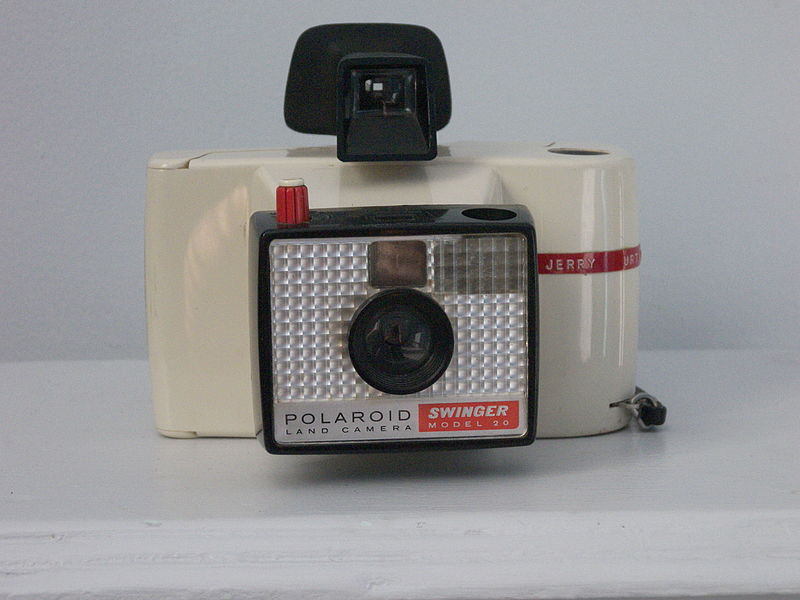 JERRY
POLAROID
LAND CAMERA
SWINGER
MODEL 20